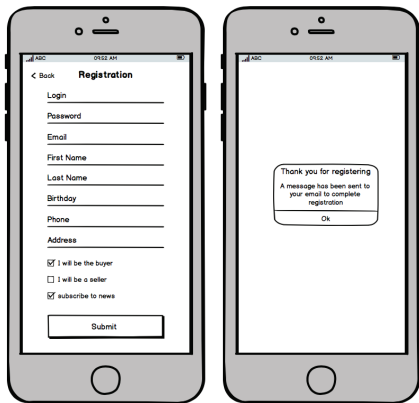 ABC 09:52 AM
< Back Registration
Login
Password
Email
First Name
Last Name
Birthday
Phone
Address
I will be the buyer
I will be a seller
subscribe to news
Submit
ABC 09:52 AM
Thank you for registering
A message has been sent to
your email to complete
registration
Ok